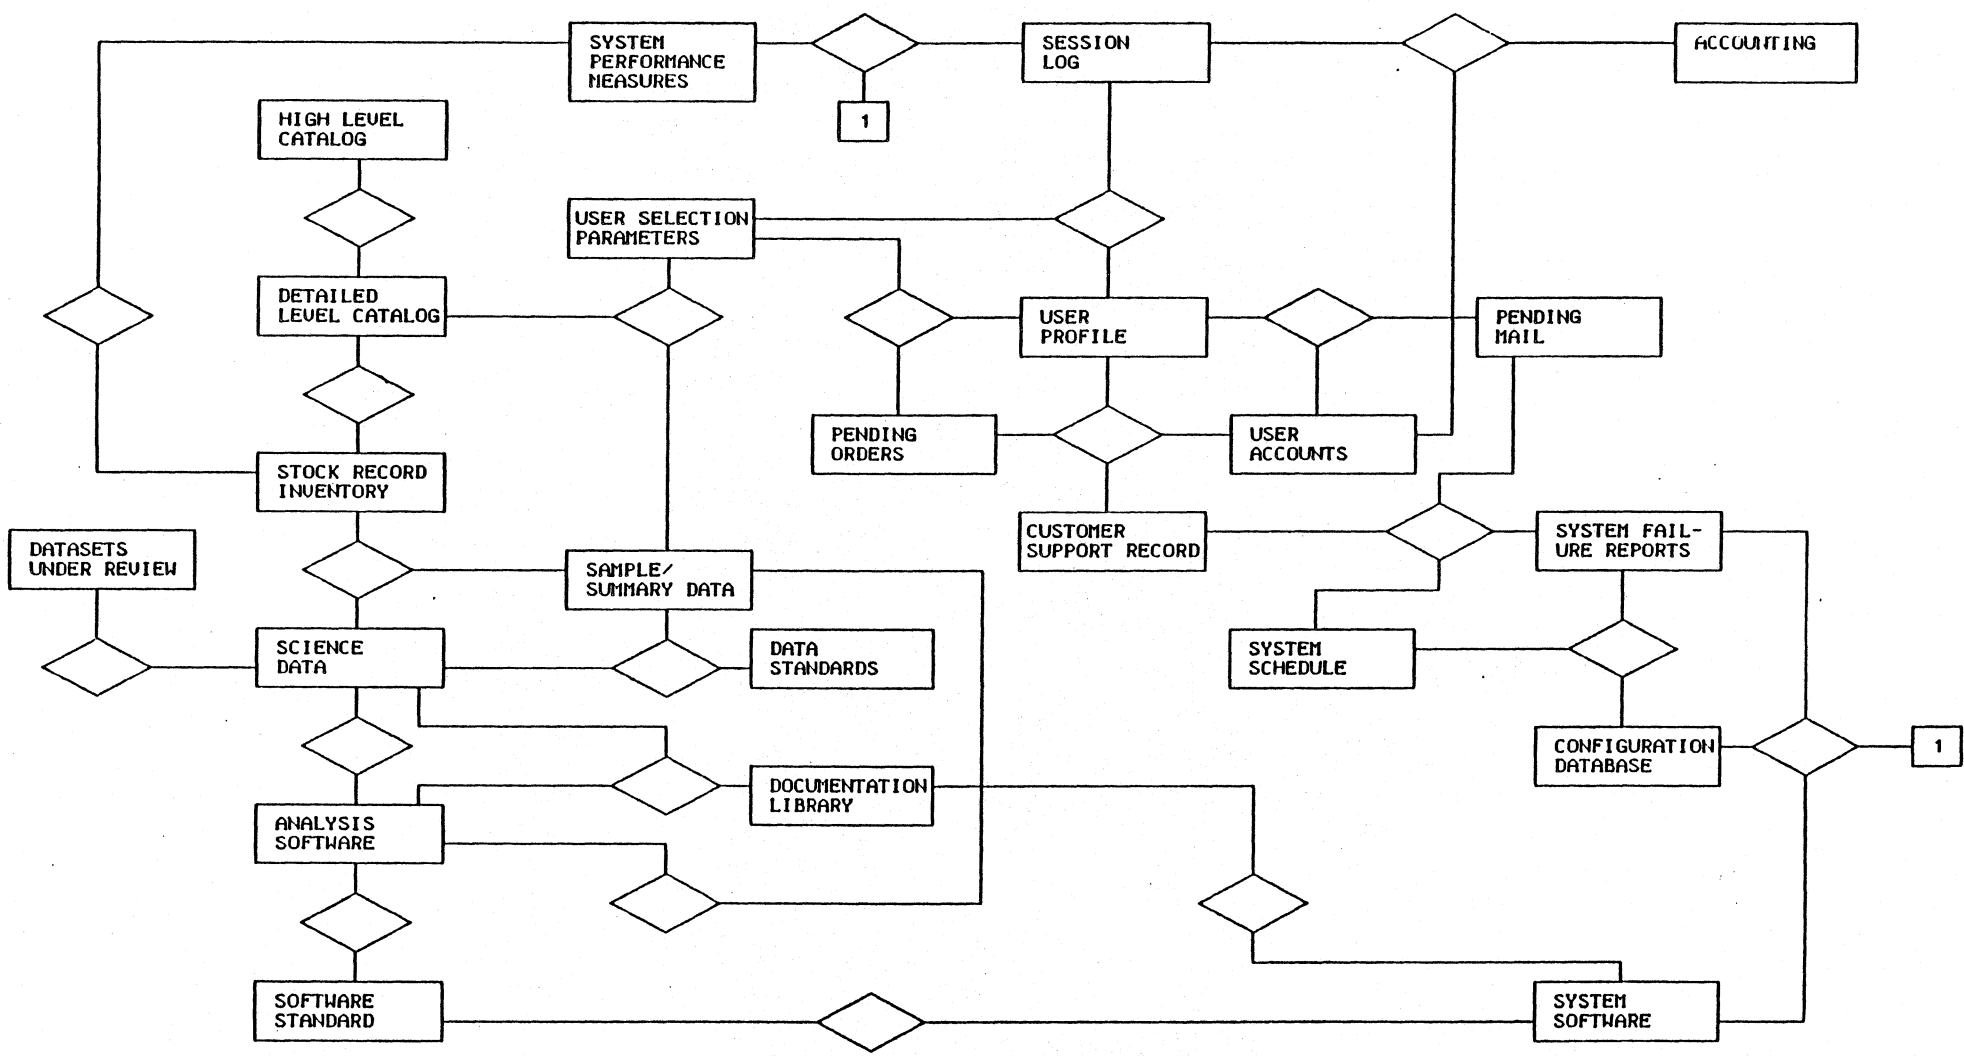 SYSTEM
PERFORMANCE
MEASURES
SESSION
LOG
ACCOUNTING
1
HIGH LEVEL
CATALOG
USER SELECTION
PARAMETERS
DETAILED
LEVEL CATALOG
USER
PROFILE
PENDING
MAIL
PENDING
ORDERS
USER
ACCOUNTS
STOCK RECORD
INVENTORY
CUSTOMER
SUPPORT RECORD
SYSTEM FAIL-
URE REPORTS
DATASETS
UNDER REVIEW
SAMPLE/
SUMMARY DATA
SCIENCE
DATA
DATA
STANDARDS
SYSTEM
SCHEDULE
CONFIGURATION
DATABASE
1
DOCUMENTATION
LIBRARY
ANALYSIS
SOFTWARE
SOFTWARE
STANDARD
SYSTEM
SOFTWARE